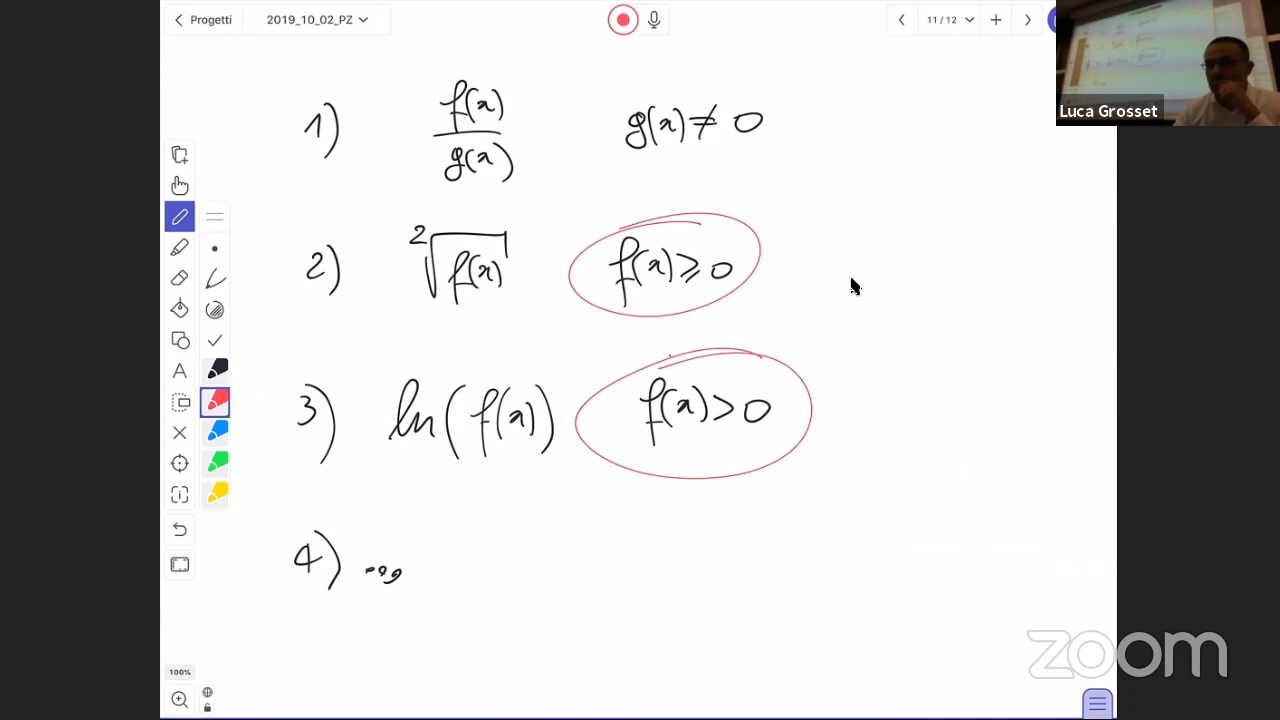 Progetti 2019_10_02_PZ 11 / 12
Luca Grosset
1) f(x)/g(x) g(x) ≠ 0
2) ²√f(x) f(x) ⩾ 0
3) ln(f(x)) f(x) > 0
4) ...
A
100%
zoom